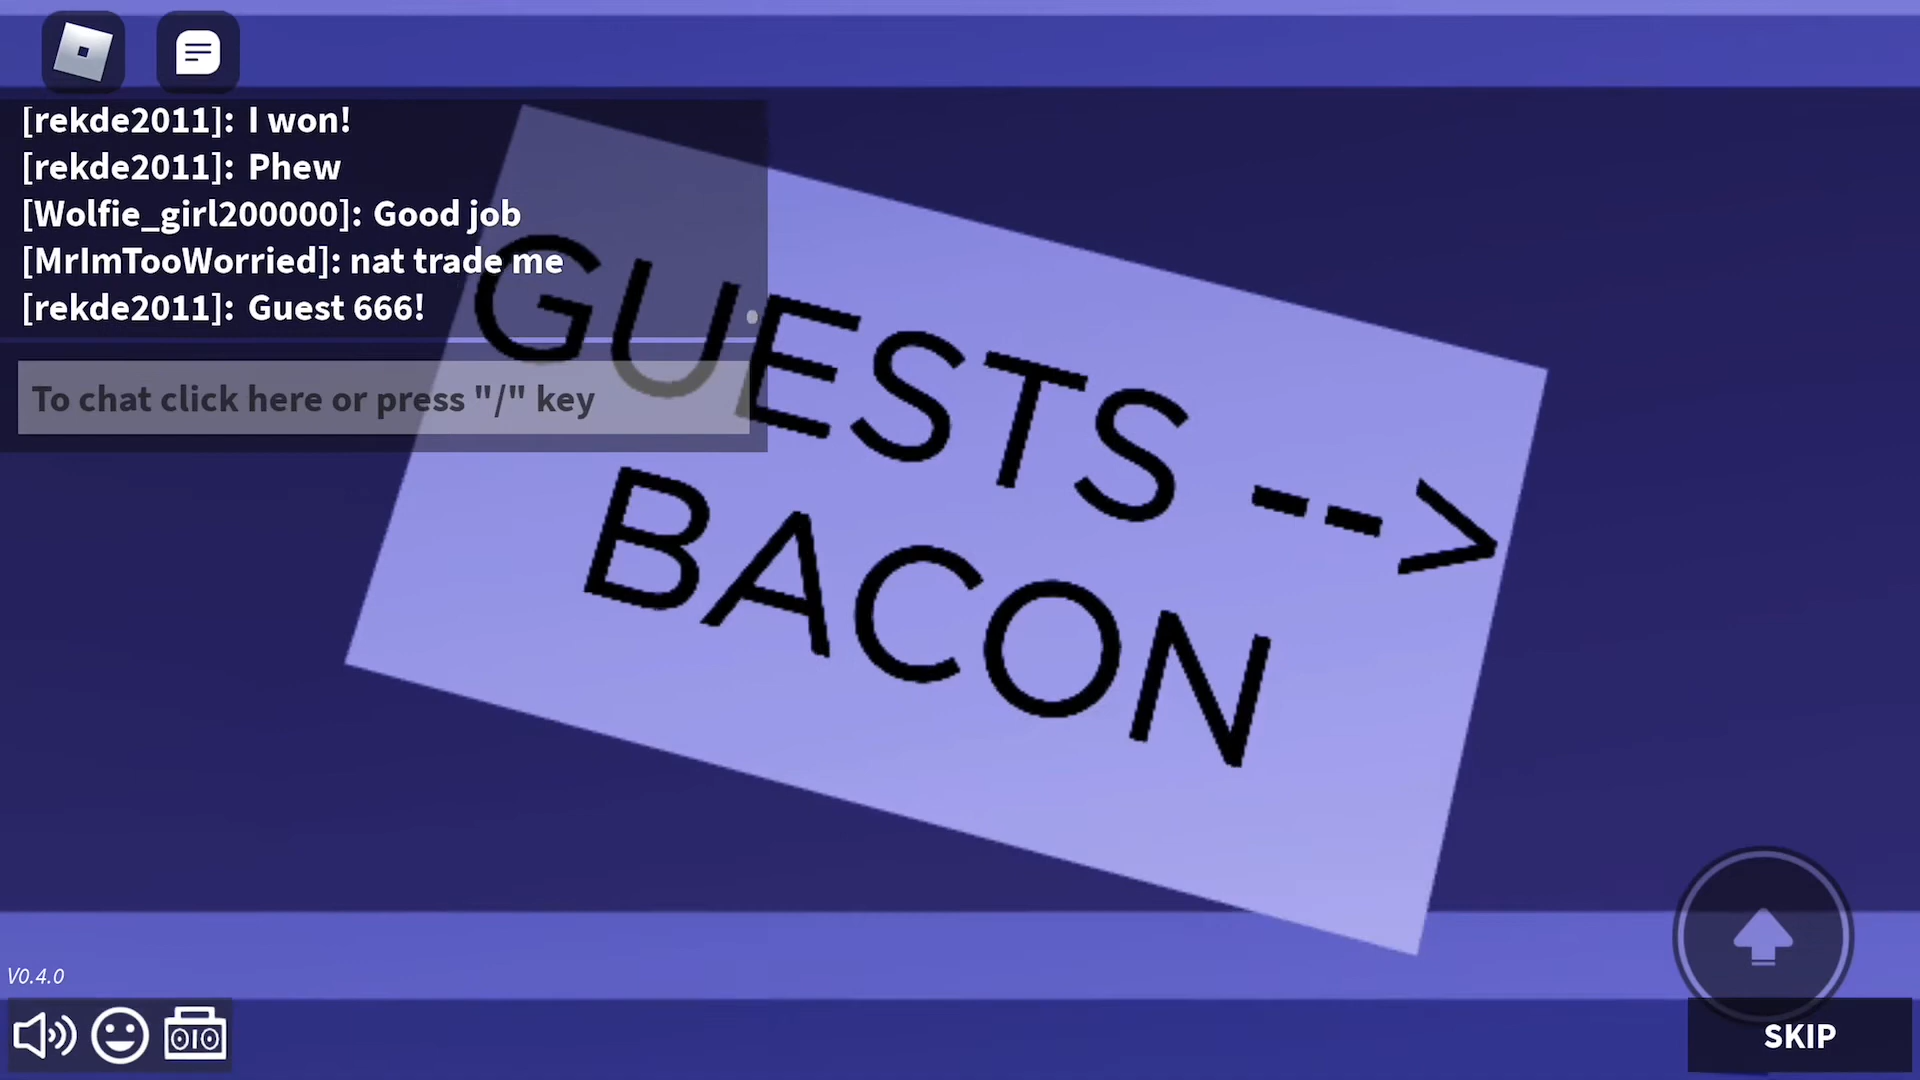 [rekde2011]: I won!
[rekde2011]: Phew
[Wolfie_girl200000]: Good job
[MrImTooWorried]: nat trade me
[rekde2011]: Guest 666!
To chat click here or press "/" key
GUESTS -->
BACON
V0.4.0
SKIP